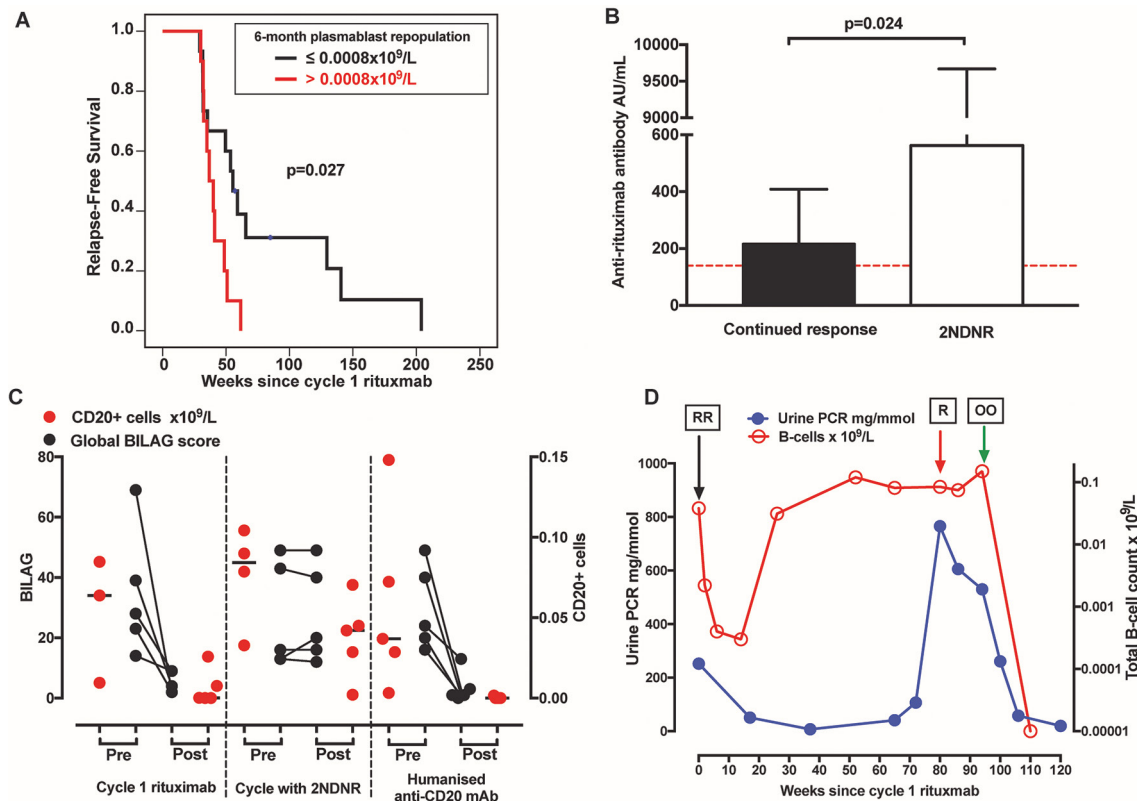 A
6-month plasmablast repopulation
≤ 0.0008x10⁹/L
> 0.0008x10⁹/L
p=0.027
Relapse-Free Survival
1.0
0.8
0.6
0.4
0.2
0.0
0 50 100 150 200 250
Weeks since cycle 1 rituxmab
B
p=0.024
Anti-rituximab antibody AU/mL
10000
9500
9000
600
400
200
0
Continued response 2NDNR
C
CD20+ cells x10⁹/L
Global BILAG score
BILAG
80
60
40
20
0
CD20+ cells
0.15
0.10
0.05
0.00
Pre Post Pre Post Pre Post
Cycle 1 rituximab Cycle with 2NDNR Humanised
anti-CD20 mAb
D
RR R OO
Urine PCR mg/mmol
B-cells x 10⁹/L
Urine PCR mg/mmol
1000
800
600
400
200
0
Total B-cell count x10⁹/L
0.1
0.01
-0.001
-0.0001
-0.00001
0 10 20 30 40 50 60 70 80 90 100 110 120
Weeks since cycle 1 rituxmab